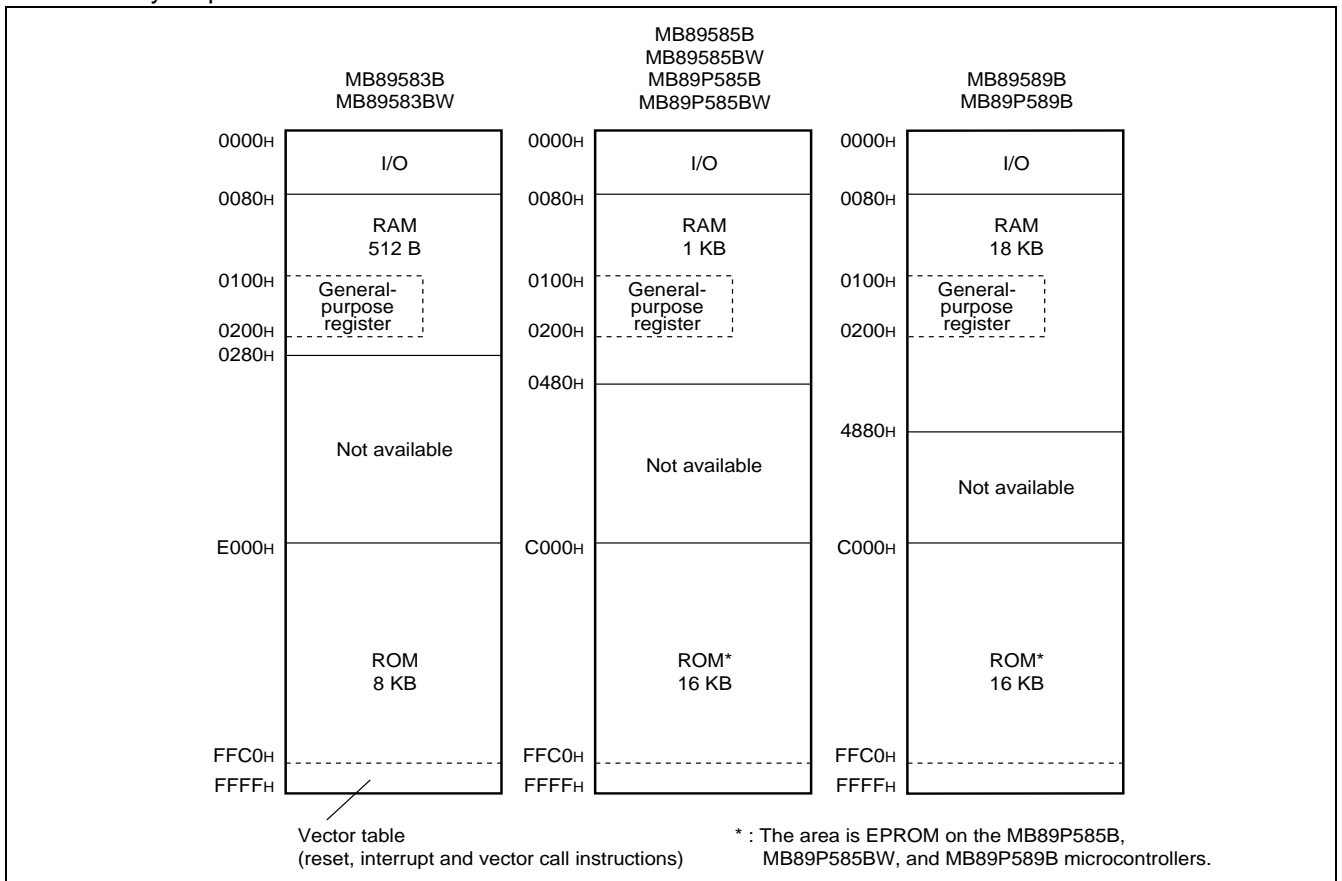 MB89583B
MB89583BW
0000H
I/O
0080H
RAM
512 B
0100H
General-
purpose
register
0200H
0280H
Not available
E000H
ROM
8 KB
FFC0H
FFFFH
Vector table
(reset, interrupt and vector call instructions)
MB89585B
MB89585BW
MB89P585B
MB89P585BW
0000H
I/O
0080H
RAM
1 KB
0100H
General-
purpose
register
0200H
0480H
Not available
C000H
ROM*
16 KB
FFC0H
FFFFH
MB89589B
MB89P589B
0000H
I/O
0080H
RAM
18 KB
0100H
General-
purpose
register
0200H
4880H
Not available
C000H
ROM*
16 KB
FFC0H
FFFFH
* : The area is EPROM on the MB89P585B,
MB89P585BW, and MB89P589B microcontrollers.